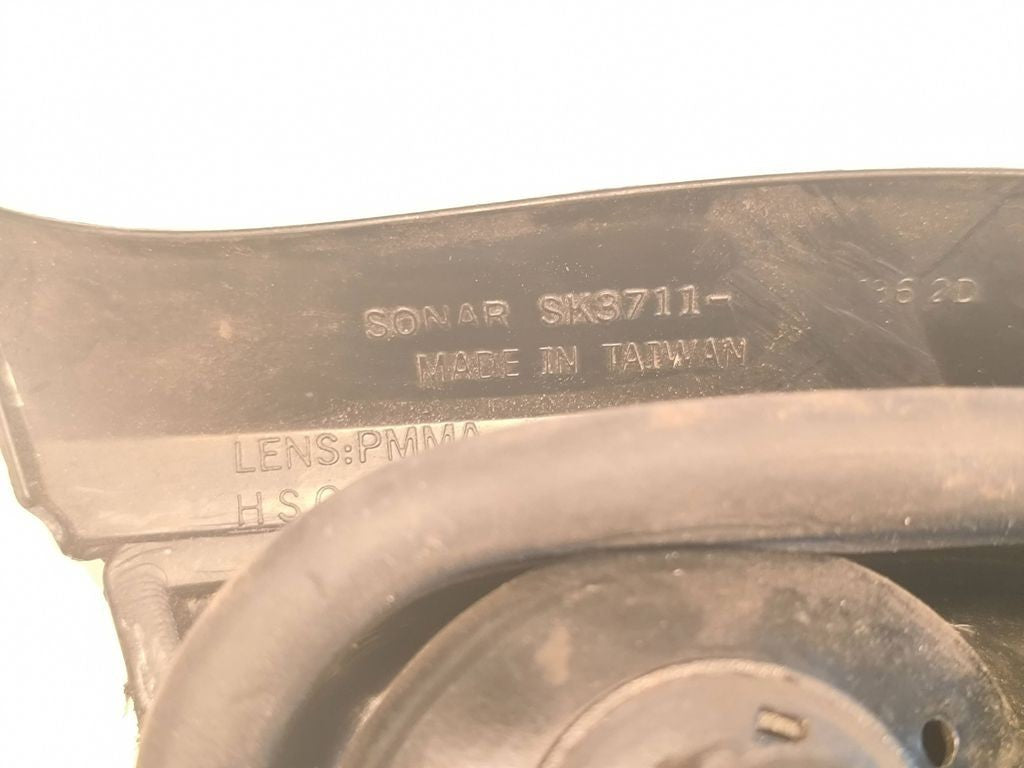 SONAR SK3711-
MADE IN TAIWAN
LENS:PMMA